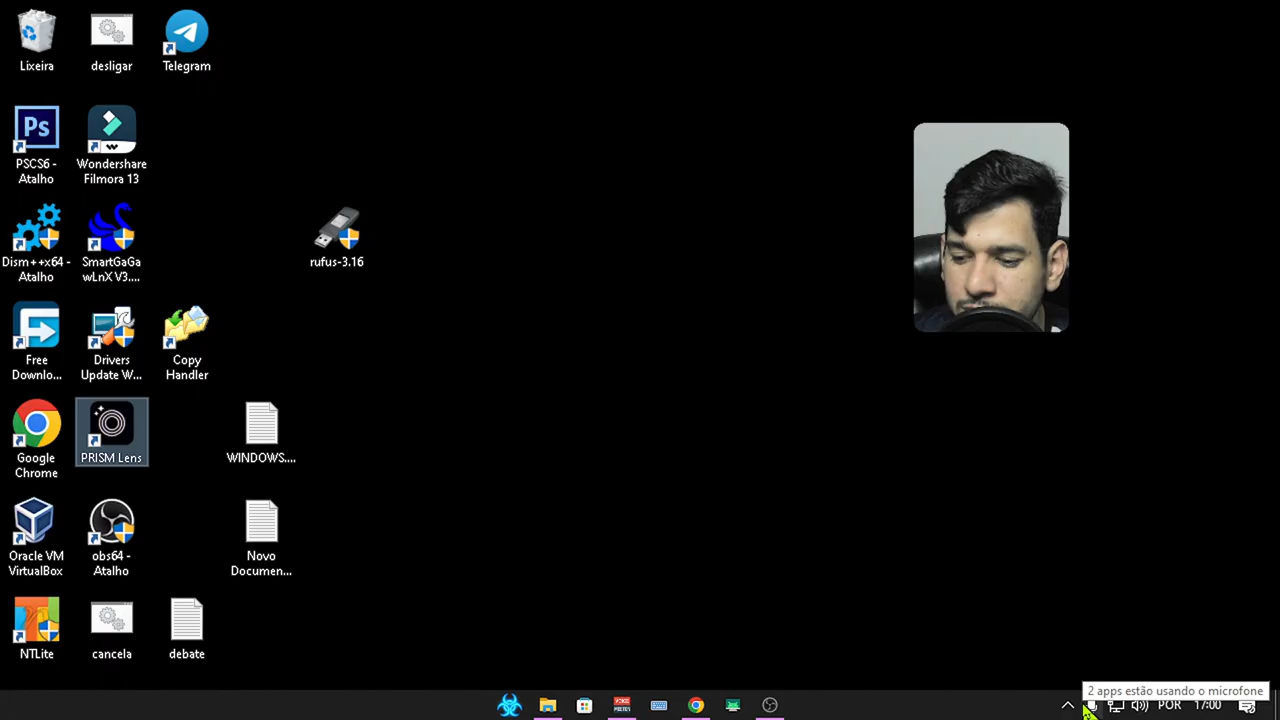 Lixeira
desligar
Telegram
Ps
PSCS6 -
Atalho
Wondershare
Filmora 13
Dism++x64 -
Atalho
SmartGaGa
wLnX V3....
rufus-3.16
Free
Downlo...
Drivers
Update W...
Copy
Handler
Google
Chrome
PRISM Lens
WINDOWS....
Oracle VM
VirtualBox
obs64 -
Atalho
Novo
Documen...
NTLite
cancela
debate
2 apps estão usando o microfone
POR
17:00